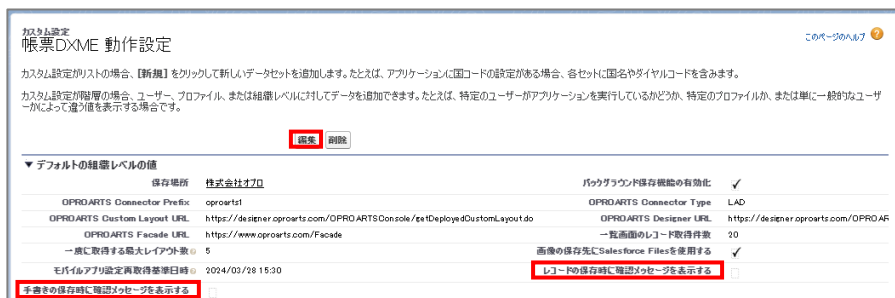 カスタム設定
帳票DXME 動作設定
このページのヘルプ
カスタム設定がリストの場合、[新規] をクリックして新しいデータセットを追加します。たとえば、アプリケーションに国コードの設定がある場合、各セットに国名やダイヤルコードを含みます。
カスタム設定が階層の場合、ユーザー、プロファイル、または組織レベルに対してデータを追加できます。たとえば、特定のユーザーがアプリケーションを実行しているかどうか、特定のプロファイルか、または単に一般的なユーザ
ーかによって違う値を表示する場合です。
編集 削除
▼ デフォルトの組織レベルの値
保存場所 株式会社オプロ バックグラウンド保存機能の有効化 ✓
OPROARTS Connector Prefix oproarts1 OPROARTS Connector Type LAD
OPROARTS Custom Layout URL https://designer.oproarts.com/OPROARTSConsole/getDeployedCustomLayout.do OPROARTS Designer URL https://designer.oproarts.com/OPROAR
OPROARTS Facade URL https://www.oproarts.com/Facade 一覧画面のレコード取得件数 20
一度に取得する最大レイアウト数 5 画像の保存先にSalesforce Filesを使用する ✓
モバイルアプリ設定再取得基準日時 2024/03/28 15:30 レコードの保存時に確認メッセージを表示する
手書きの保存時に確認メッセージを表示する